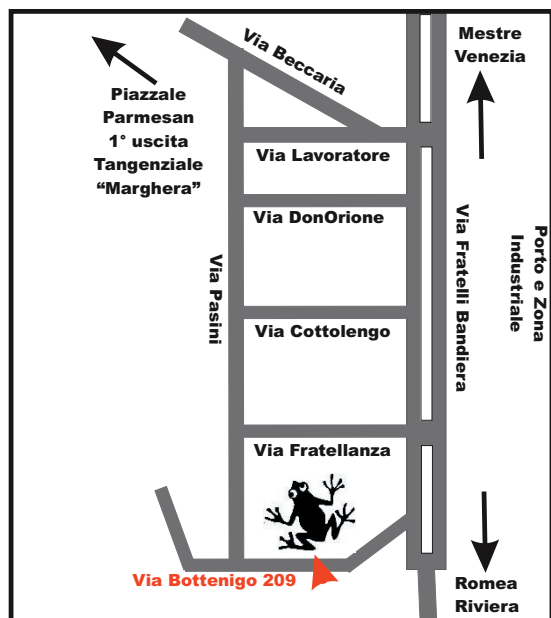 Mestre
Venezia
Via Beccaria
Piazzale
Parmesan
1° uscita
Tangenziale
“Marghera”
Via Lavoratore
Via DonOrione
Via Pasini
Via Fratelli Bandiera
Porto e Zona
Industriale
Via Cottolengo
Via Fratellanza
Via Bottenigo 209
Romea
Riviera